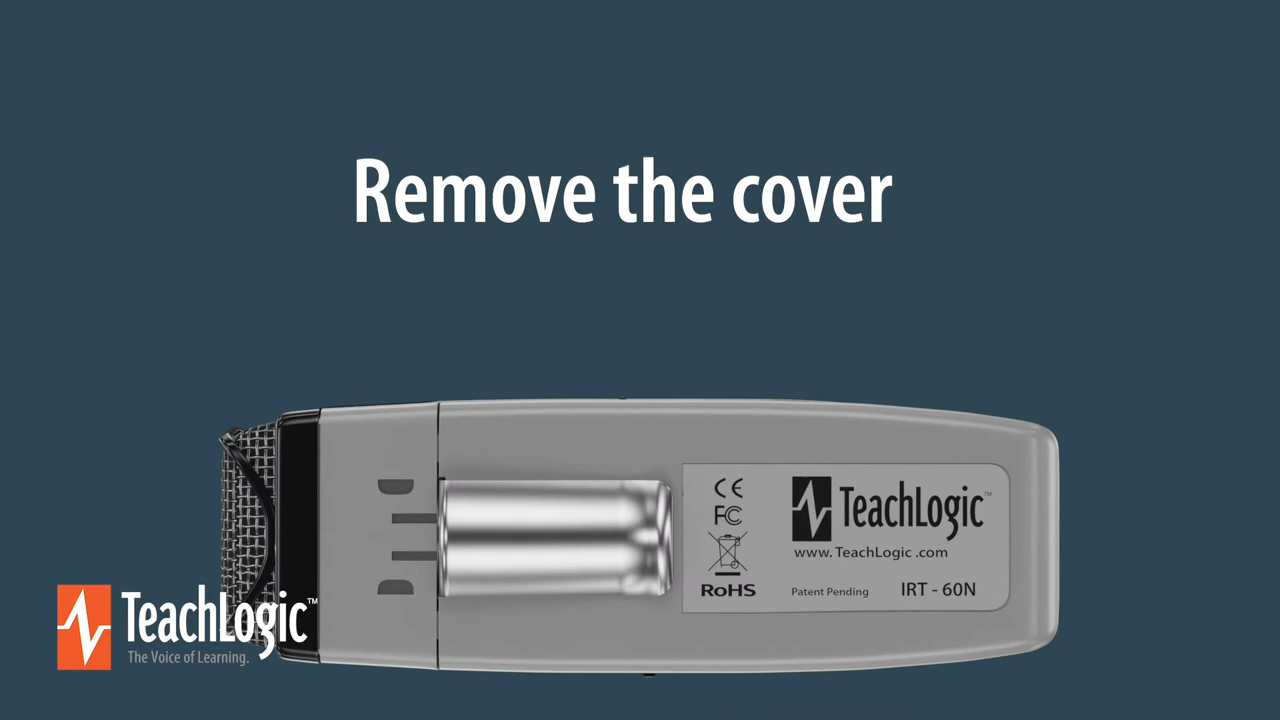 Remove the cover
CE
FC
RoHS
TeachLogic™
www.TeachLogic.com
Patent Pending
IRT - 60N
TeachLogic™
The Voice of Learning.